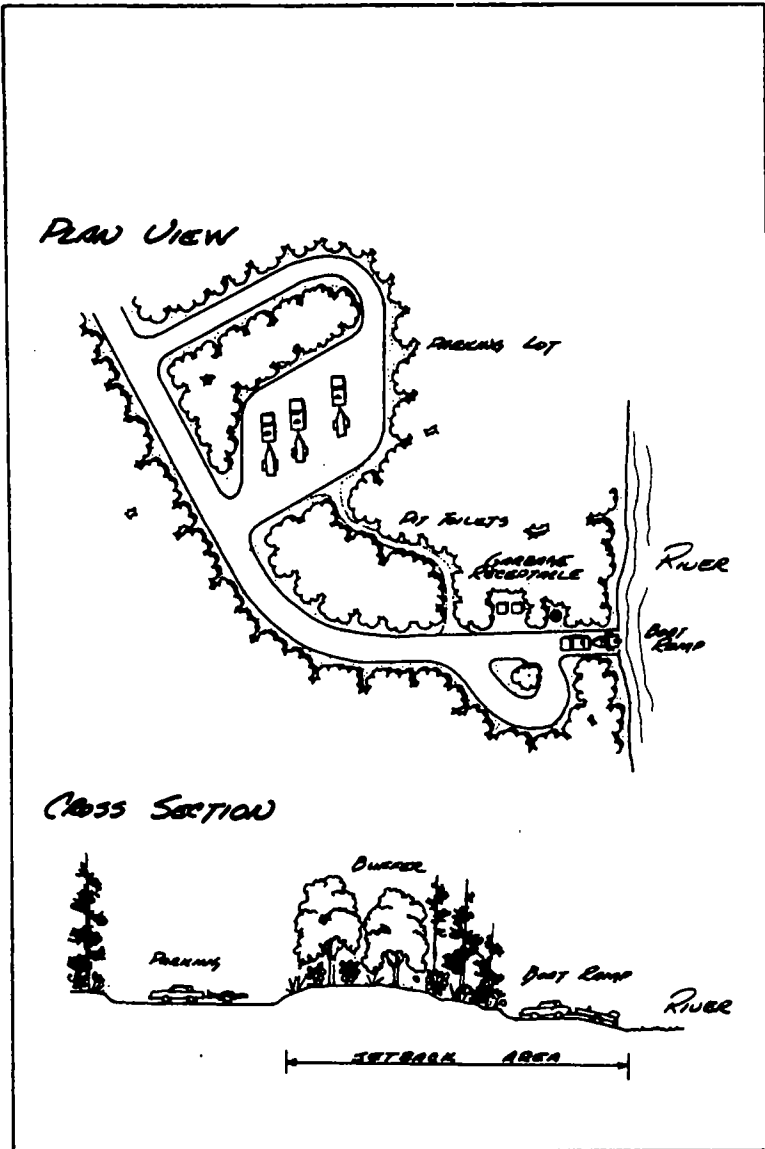 PLAN VIEW
PARKING LOT
PIT TOILETS
GARBAGE
RECEPTACLE
RIVER
BOAT
RAMP
CROSS SECTION
BUFFER
PARKING
BOAT RAMP
RIVER
SETBACK AREA